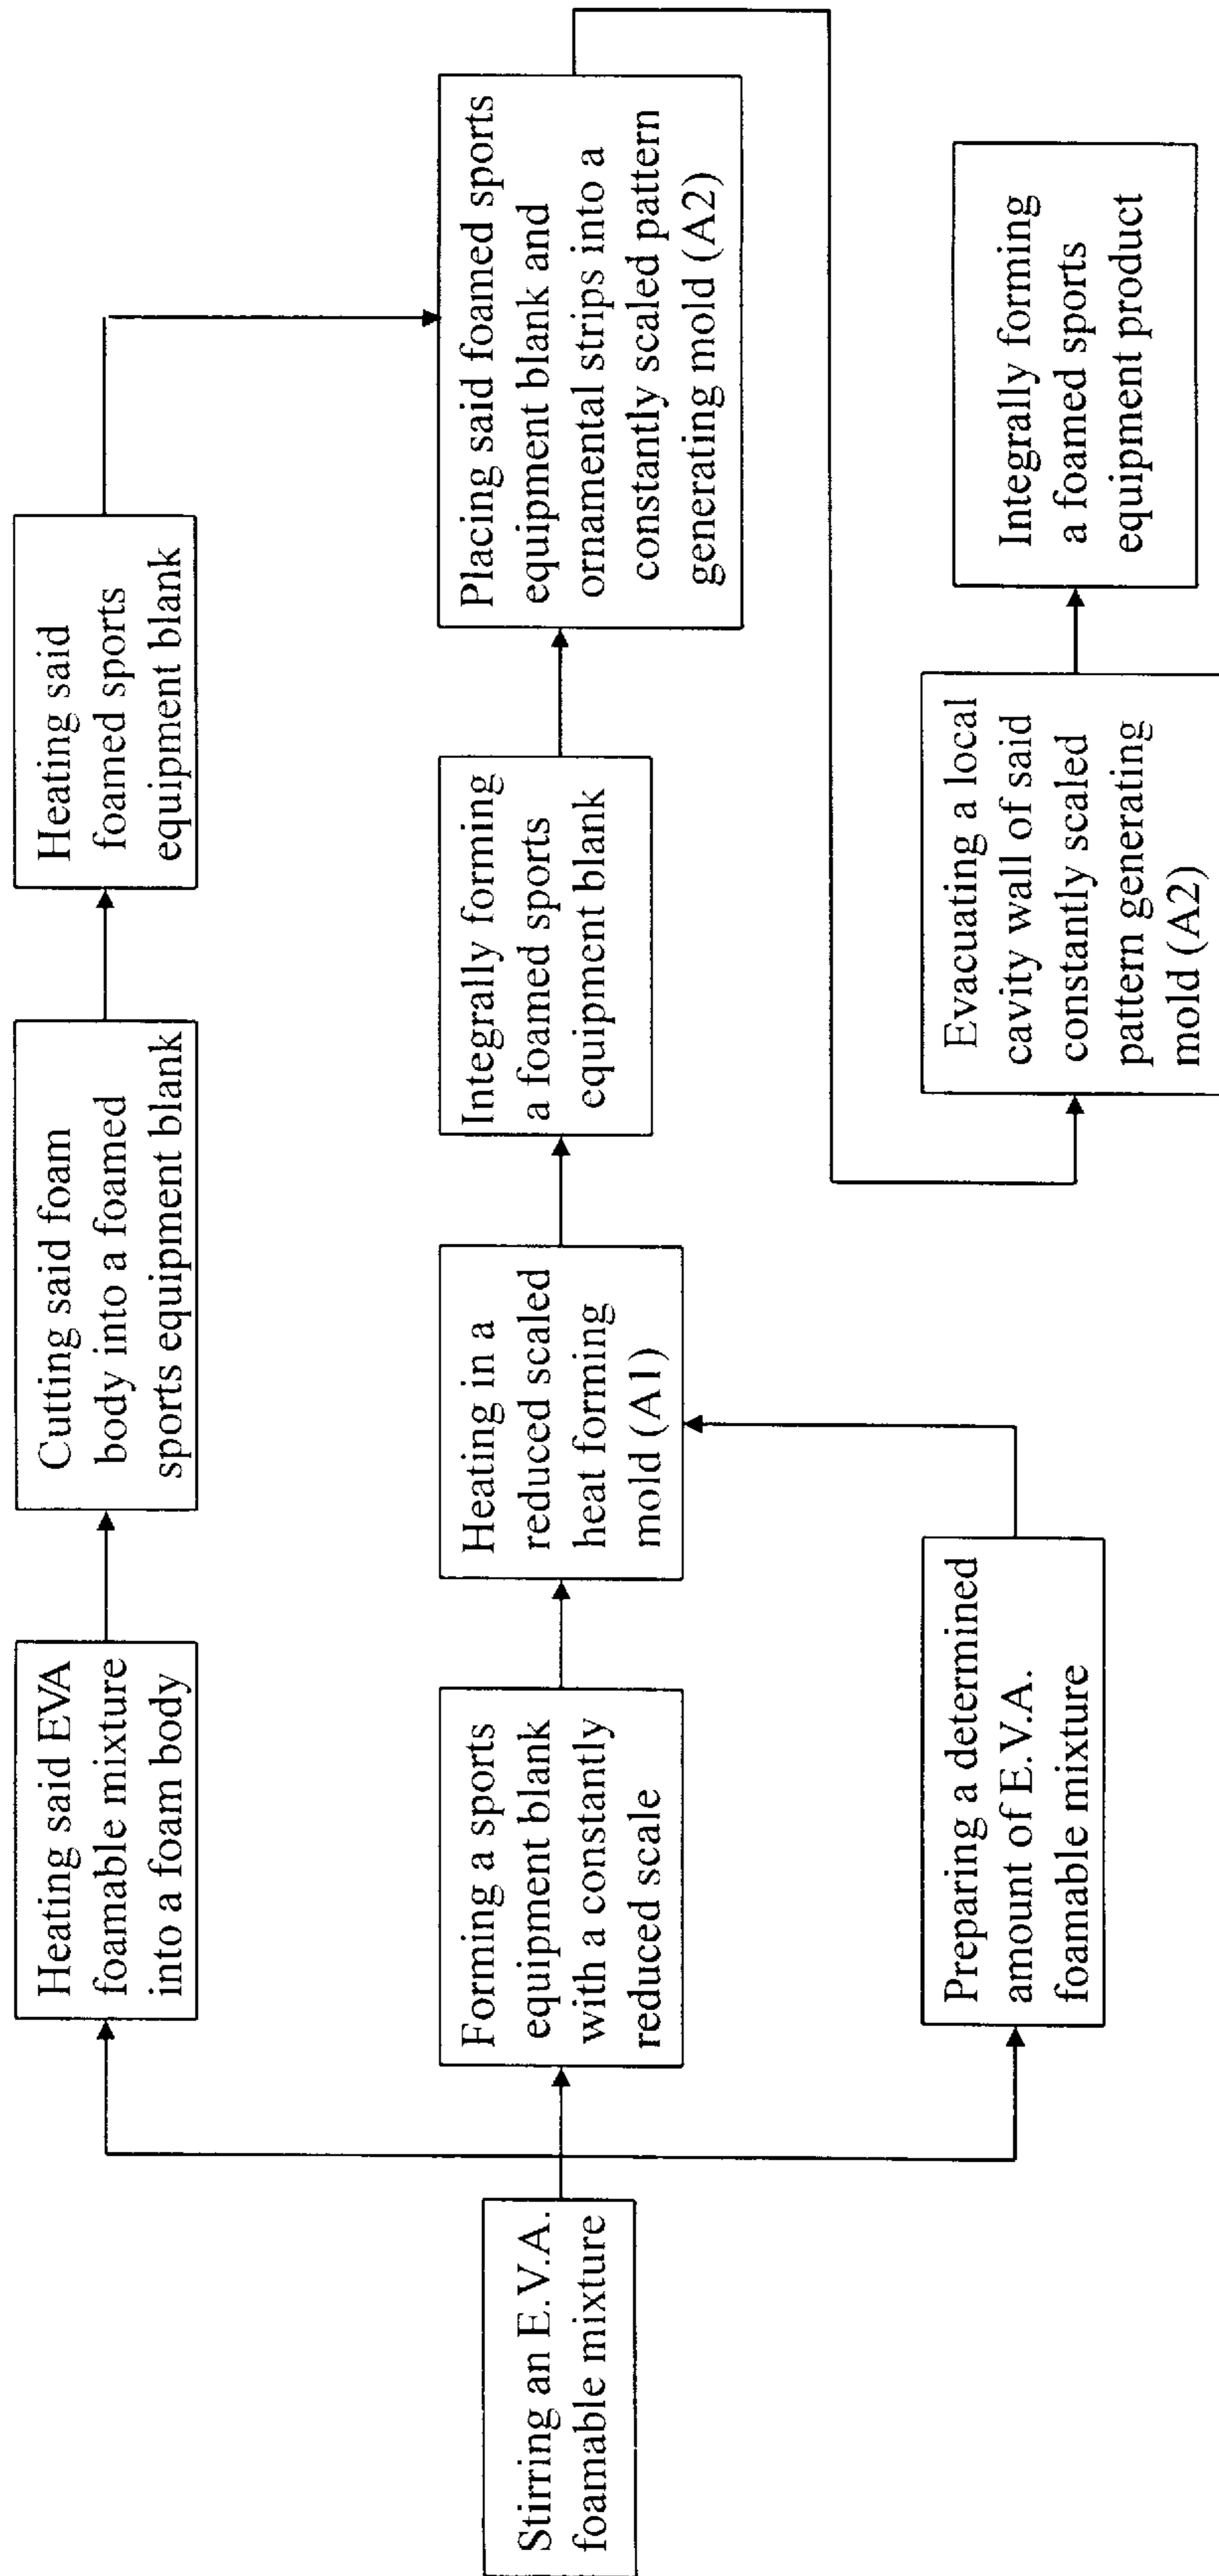 Stirring an E.V.A.
foamable mixture
Heating said EVA
foamable mixture
into a foam body
Cutting said foam
body into a foamed
sports equipment blank
Heating said
foamed sports
equipment blank
Forming a sports
equipment blank
with a constantly
reduced scale
Heating in a
reduced scaled
heat forming
mold (A1)
Integrally forming
a foamed sports
equipment blank
Placing said foamed sports
equipment blank and
ornamental strips into a
constantly scaled pattern
generating mold (A2)
Preparing a determined
amount of E.V.A.
foamable mixture
Evacuating a local
cavity wall of said
constantly scaled
pattern generating
mold (A2)
Integrally forming
a foamed sports
equipment product